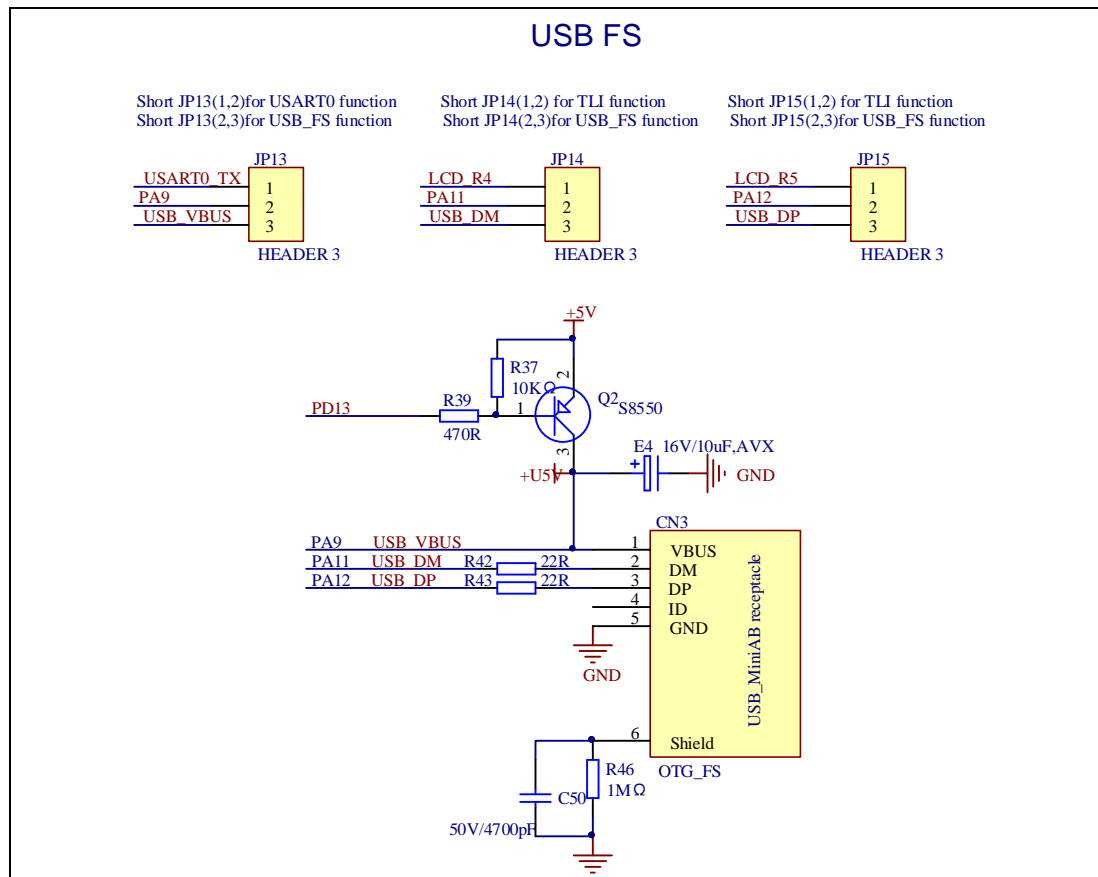 USB FS
Short JP13(1,2)for USART0 function
Short JP13(2,3)for USB_FS function
Short JP14(1,2) for TLI function
Short JP14(2,3)for USB_FS function
Short JP15(1,2) for TLI function
Short JP15(2,3)for USB_FS function
JP13
USART0_TX 1
PA9 2
USB_VBUS 3
HEADER 3
JP14
LCD_R4 1
PA11 2
USB_DM 3
HEADER 3
JP15
LCD_R5 1
PA12 2
USB_DP 3
HEADER 3
+5V
R37
10KΩ
2
Q2
S8550
PD13
R39
470R
1
3
+U5V
E4 16V/10uF,AVX
+
GND
CN3
PA9 USB_VBUS 1 VBUS
PA11 USB_DM R42 22R 2 DM
PA12 USB_DP R43 22R 3 DP
4 ID
5 GND
GND
USB_MiniAB receptacle
6 Shield
OTG_FS
R46
1MΩ
C50
50V/4700pF